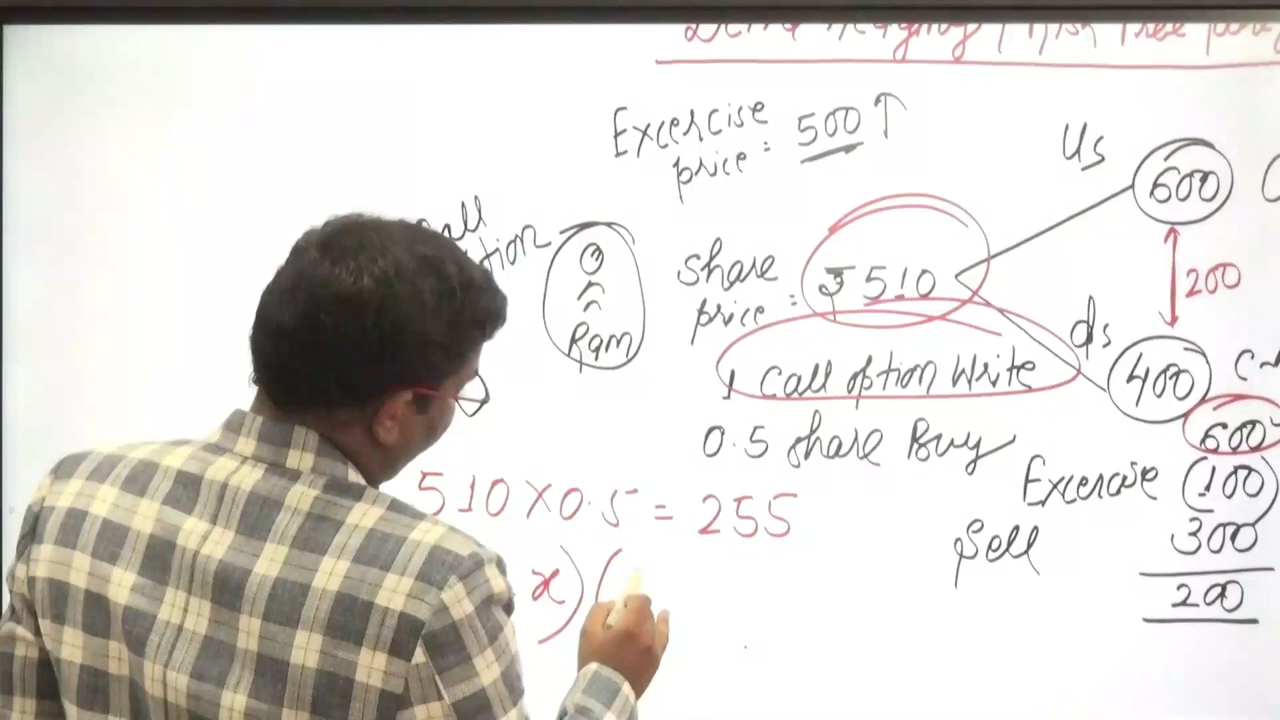 Excercise
price = 500↑
Us
600
200
Ram
share
price : ₹510
ds
400
1 Call option Write
0.5 share Buy
600
Excercise (100)
510×0.5 = 255
Sell 300
200
x) (